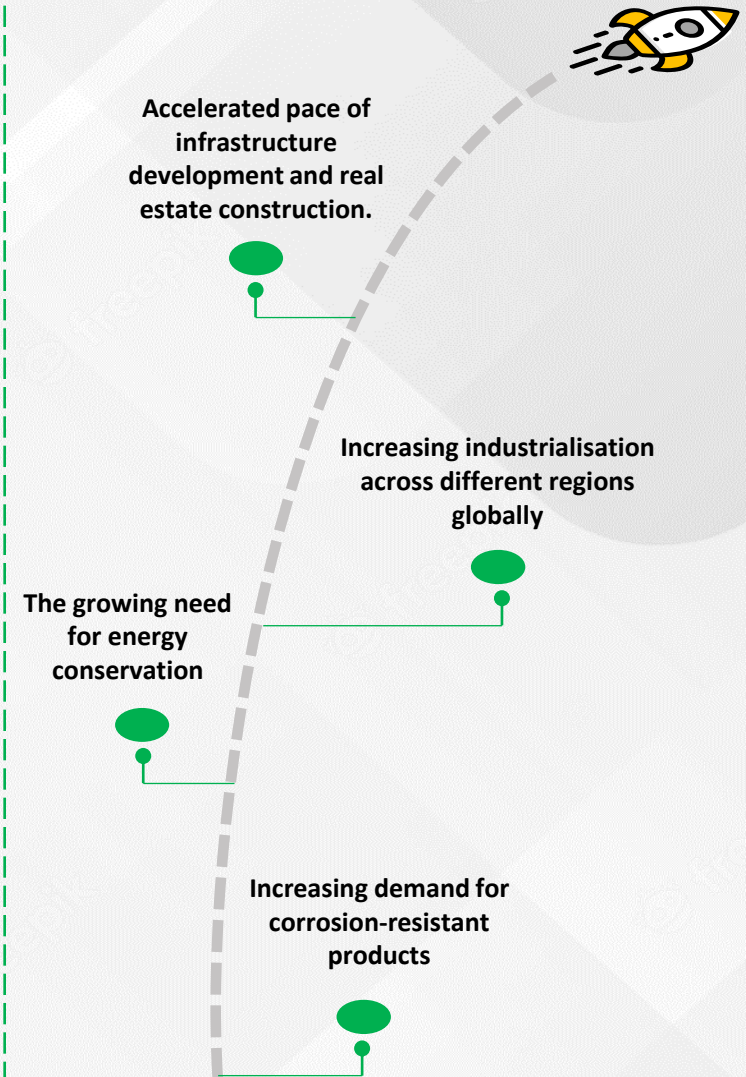 Accelerated pace of
infrastructure
development and real
estate construction.
Increasing industrialisation
across different regions
globally
The growing need
for energy
conservation
Increasing demand for
corrosion-resistant
products